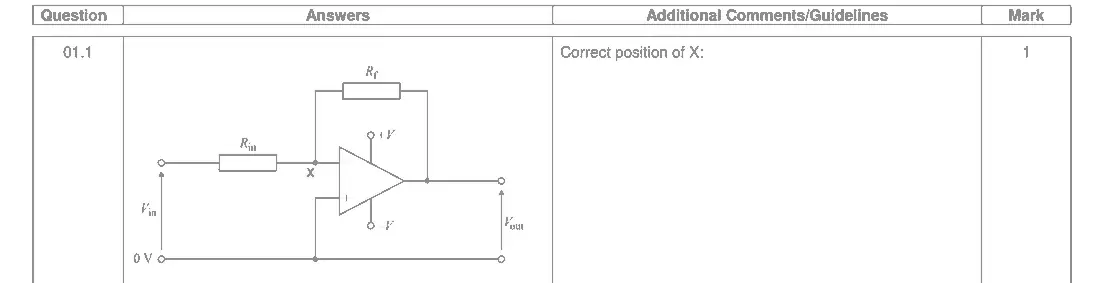 Question Answers Additional Comments/Guidelines Mark
01.1 Correct position of X: 1
Rf
+V
Rin
X
+
Vin
-V
Vout
0 V